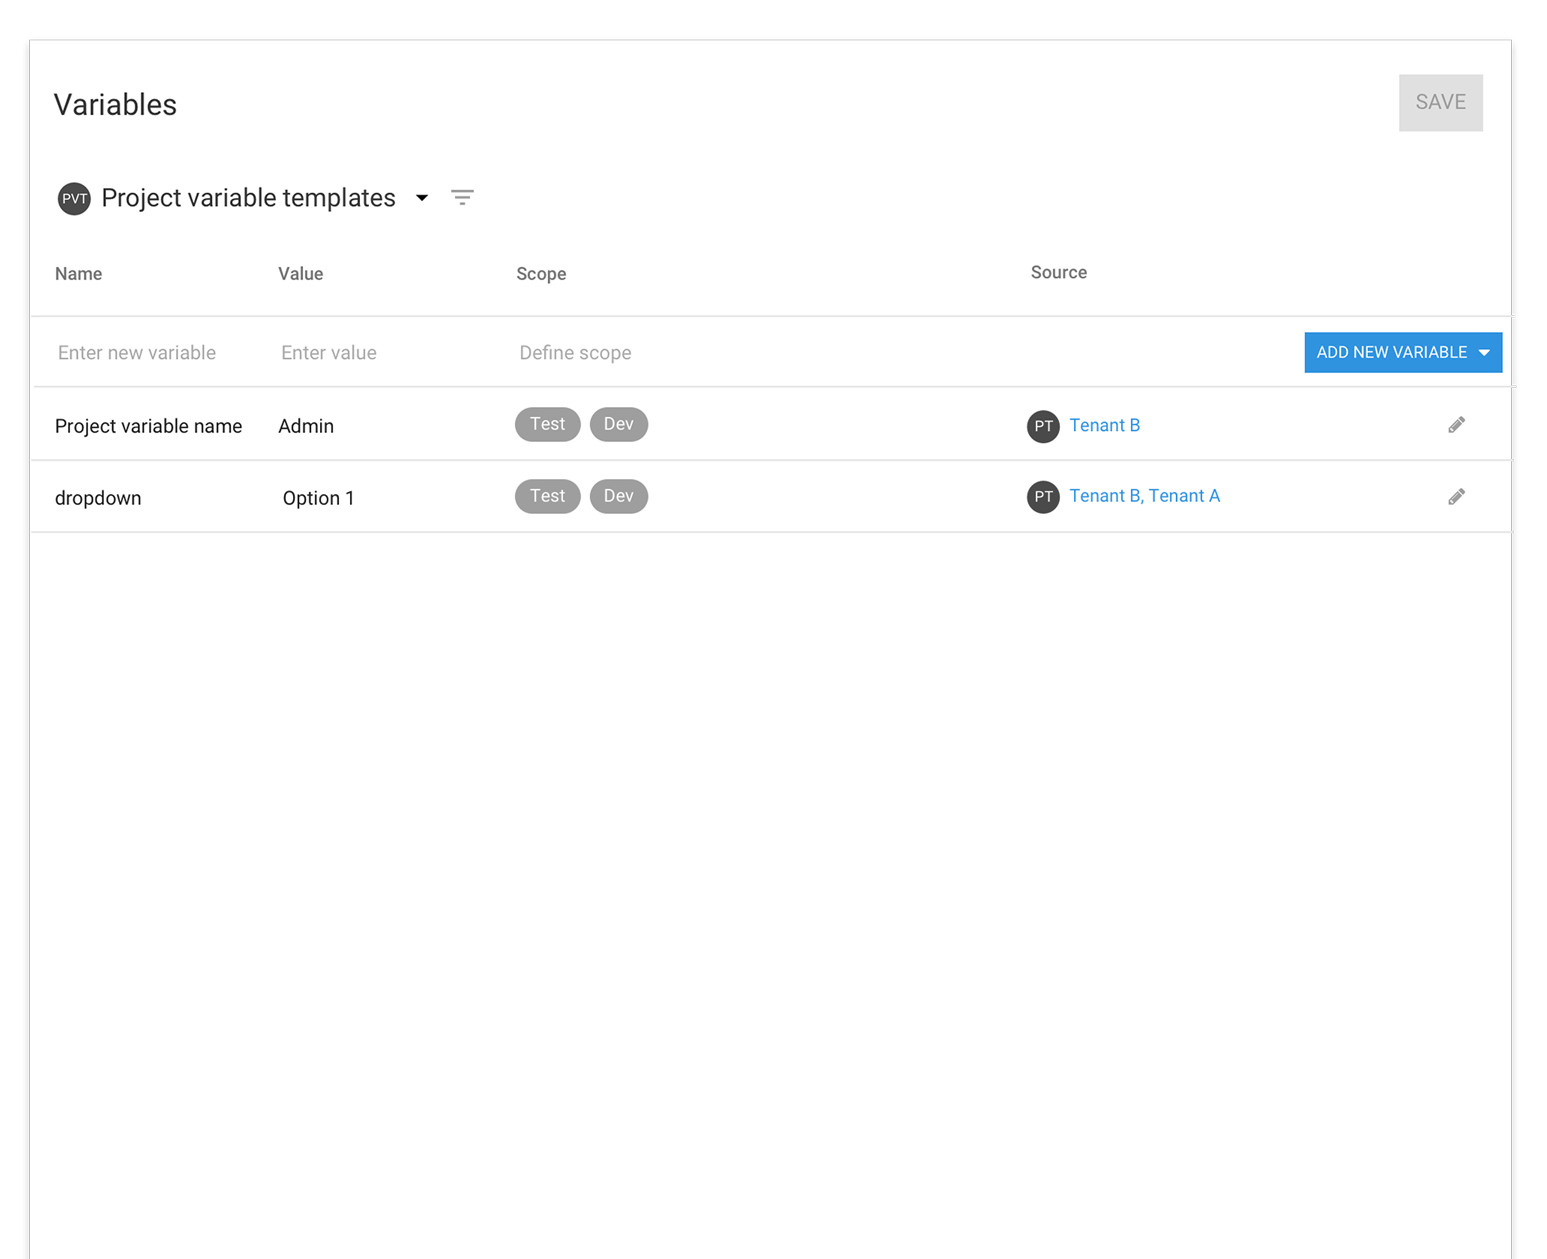 Variables
SAVE
PVT Project variable templates
Name Value Scope Source
Enter new variable Enter value Define scope ADD NEW VARIABLE
Project variable name Admin Test Dev PT Tenant B
dropdown Option 1 Test Dev PT Tenant B, Tenant A